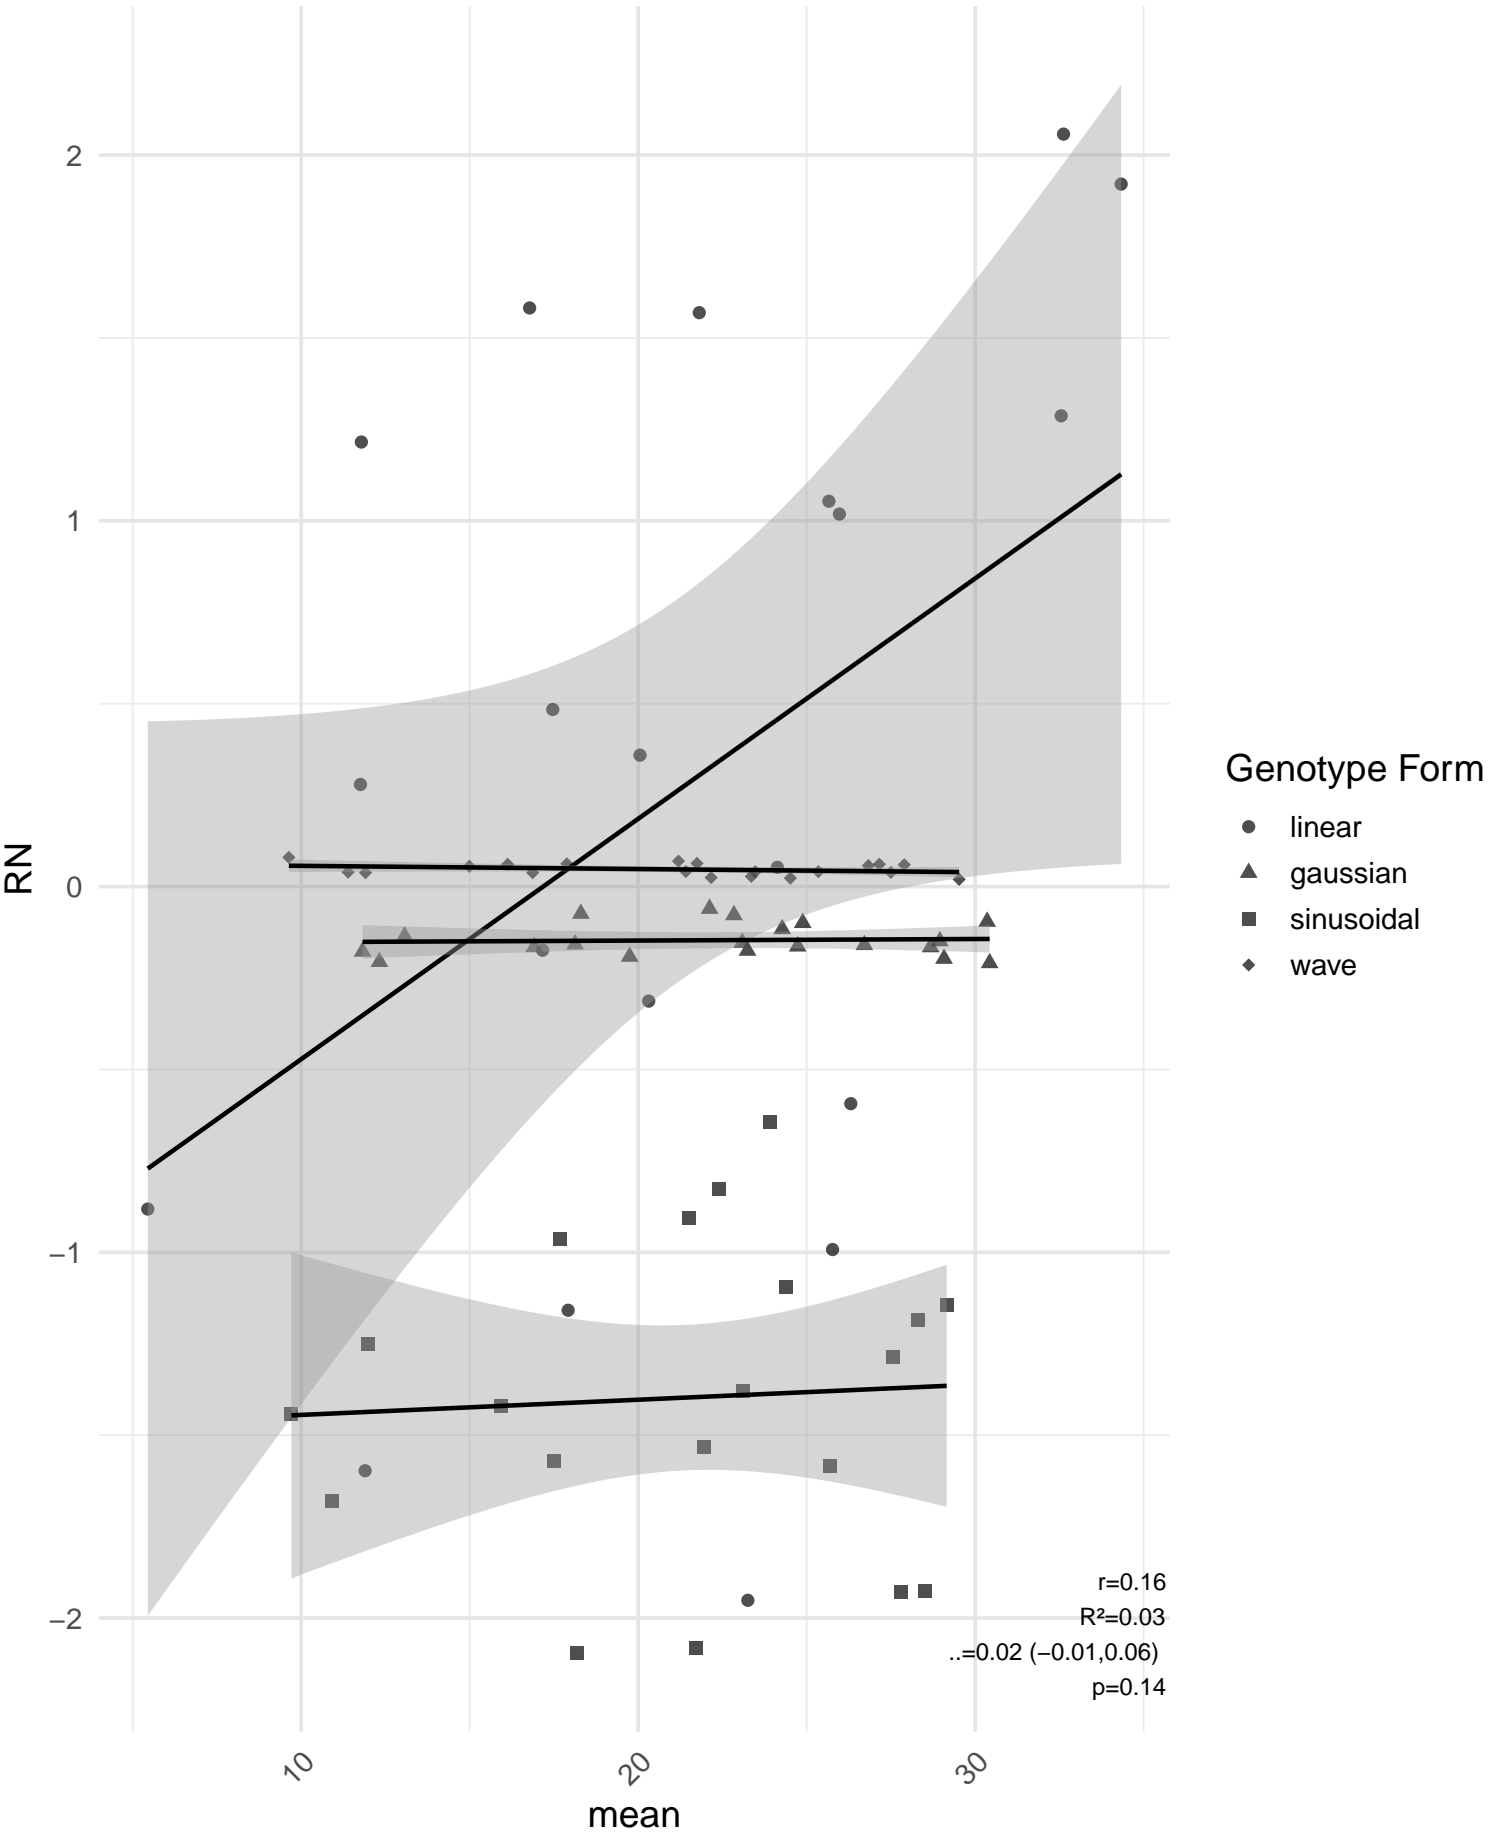 2
1
0
−1
−2
RN
10
20
30
mean
Genotype Form
linear
gaussian
sinusoidal
wave
r=0.16
R²=0.03
..=0.02 (−0.01,0.06)
p=0.14